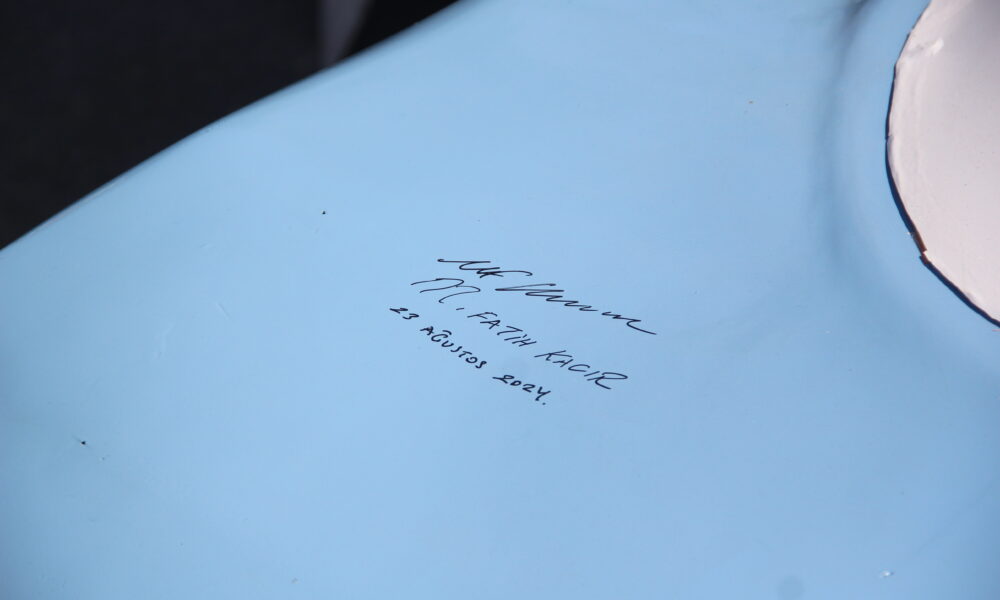 M. FATİH KACIR
23 AĞUSTOS 2024.